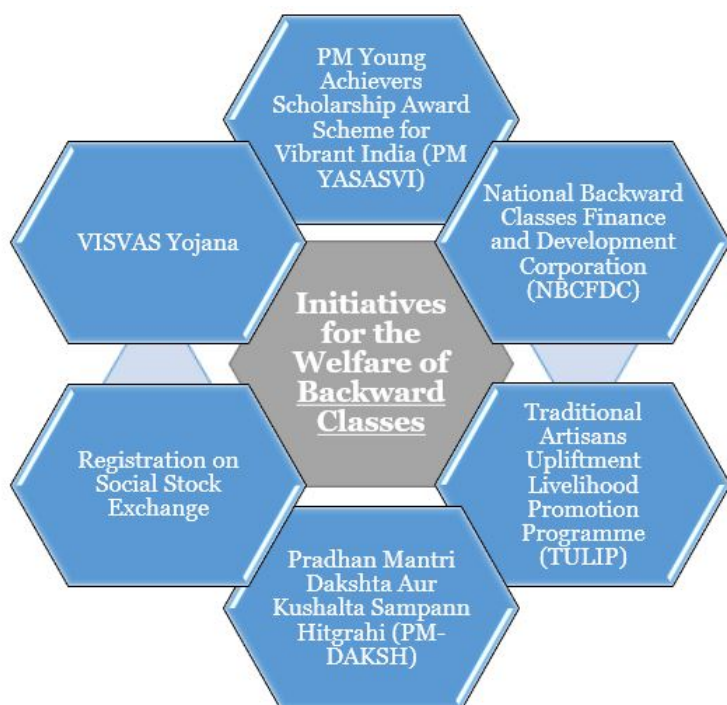 PM Young
Achievers
Scholarship Award
Scheme for
Vibrant India (PM
YASASVI)
National Backward
Classes Finance
and Development
Corporation
(NBCFDC)
Traditional
Artisans
Upliftment
Livelihood
Promotion
Programme
(TULIP)
Pradhan Mantri
Dakshta Aur
Kushalta Sampann
Hitgrahi (PM-
DAKSH)
Registration on
Social Stock
Exchange
VISVAS Yojana
Initiatives
for the
Welfare of
Backward
Classes